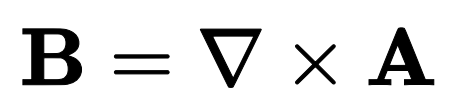 B = ∇ × A